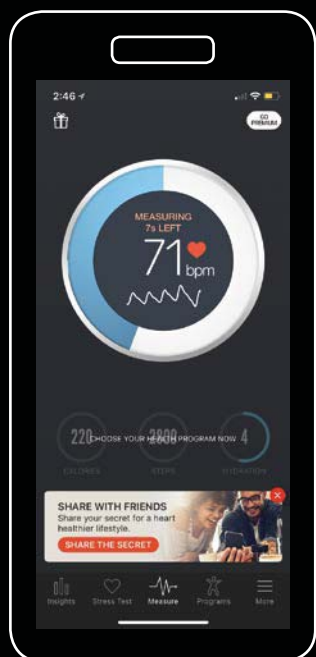 2:46
GO
PREMIUM
MEASURING
7s LEFT
71 bpm
220 2808 4
CHOOSE YOUR HEALTH PROGRAM NOW
CALORIES STEPS HYDRATION
SHARE WITH FRIENDS
Share your secret for a heart
healthier lifestyle.
SHARE THE SECRET
Insights Stress Test Measure Programs More